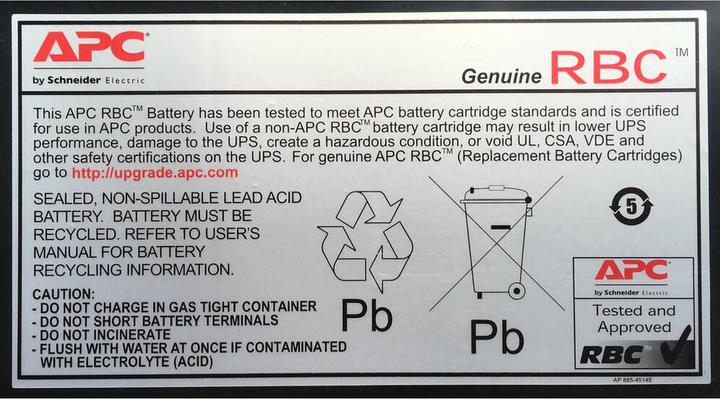 APC®
by Schneider Electric
Genuine RBC™
This APC RBC™ Battery has been tested to meet APC battery cartridge standards and is certified
for use in APC products. Use of a non-APC RBC™ battery cartridge may result in lower UPS
performance, damage to the UPS, create a hazardous condition, or void UL, CSA, VDE and
other safety certifications on the UPS. For genuine APC RBC™ (Replacement Battery Cartridges)
go to http://upgrade.apc.com
SEALED, NON-SPILLABLE LEAD ACID
BATTERY. BATTERY MUST BE
RECYCLED. REFER TO USER'S
MANUAL FOR BATTERY
RECYCLING INFORMATION.
CAUTION:
- DO NOT CHARGE IN GAS TIGHT CONTAINER
- DO NOT SHORT BATTERY TERMINALS
- DO NOT INCINERATE
- FLUSH WITH WATER AT ONCE IF CONTAMINATED
WITH ELECTROLYTE (ACID)
Pb
Pb
5
APC®
by Schneider Electric
Tested and
Approved
RBC™
AP 885-4514E